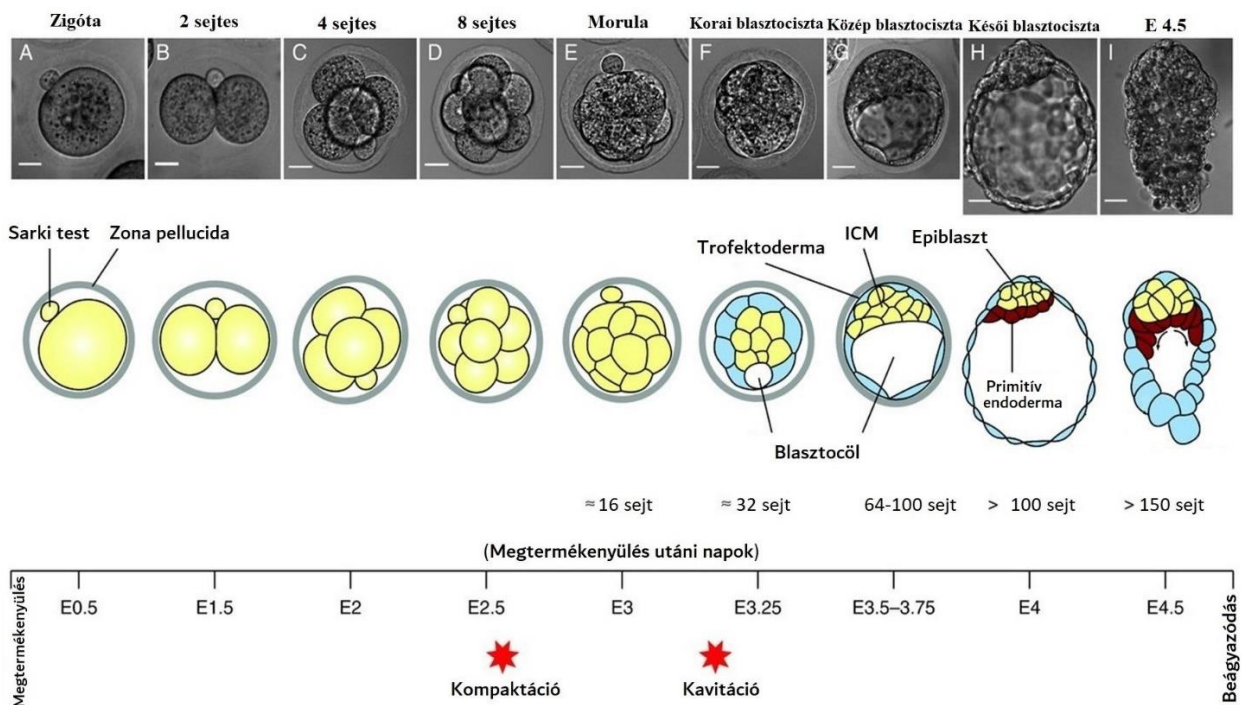 Zigóta
2 sejtes
4 sejtes
8 sejtes
Morula
Korai blasztociszta
Közép blasztociszta
Késői blasztociszta
E 4.5
A
B
C
D
E
F
G
H
I
Sarki test
Zona pellucida
Trofektoderma
ICM
Epiblaszt
Primitív
endoderma
Blasztocöl
≈ 16 sejt
≈ 32 sejt
64-100 sejt
> 100 sejt
> 150 sejt
(Megtermékenyülés utáni napok)
Megtermékenyülés
E0.5
E1.5
E2
E2.5
E3
E3.25
E3.5–3.75
E4
E4.5
Beágyazódás
Kompaktáció
Kavitáció